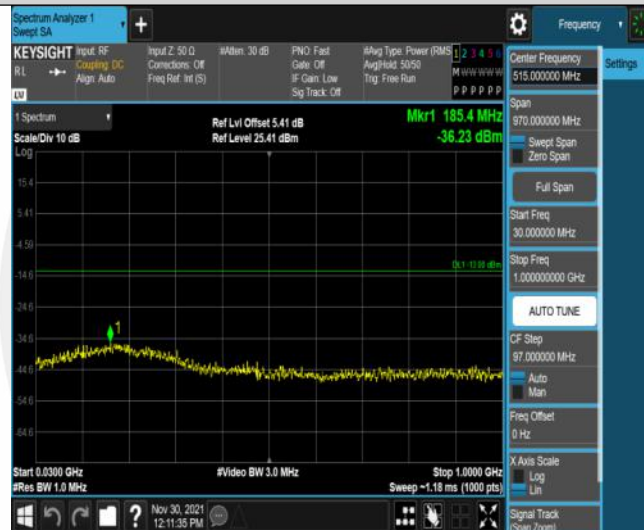 Spectrum Analyzer 1
Swept SA
+
Frequency
KEYSIGHT
RL
Input: RF
Coupling: DC
Align: Auto
Input Z: 50 Ω
Corrections: Off
Freq Ref: Int (S)
#Atten: 30 dB
PNO: Fast
Gate: Off
IF Gain: Low
Sig Track: Off
#Avg Type: Power (RMS
Avg|Hold: 50/50
Trig: Free Run
1 2 3 4 5 6
M W W W W W
P P P P P P
1 Spectrum
Scale/Div 10 dB
Log
Ref Lvl Offset 5.41 dB
Ref Level 25.41 dBm
Mkr1 185.4 MHz
-36.23 dBm
15.4
5.41
-4.59
-14.6
-24.6
-34.6
-44.6
-54.6
-64.6
DL1 -13.00 dBm
1
Start 0.0300 GHz
#Res BW 1.0 MHz
#Video BW 3.0 MHz
Stop 1.0000 GHz
Sweep ~1.18 ms (1000 pts)
Center Frequency
515.000000 MHz
Settings
Span
970.000000 MHz
Swept Span
Zero Span
Full Span
Start Freq
30.000000 MHz
Stop Freq
1.000000000 GHz
AUTO TUNE
CF Step
97.000000 MHz
Auto
Man
Freq Offset
0 Hz
X Axis Scale
Log
Lin
Signal Track
(Span Zoom)
?
Nov 30, 2021
12:11:35 PM